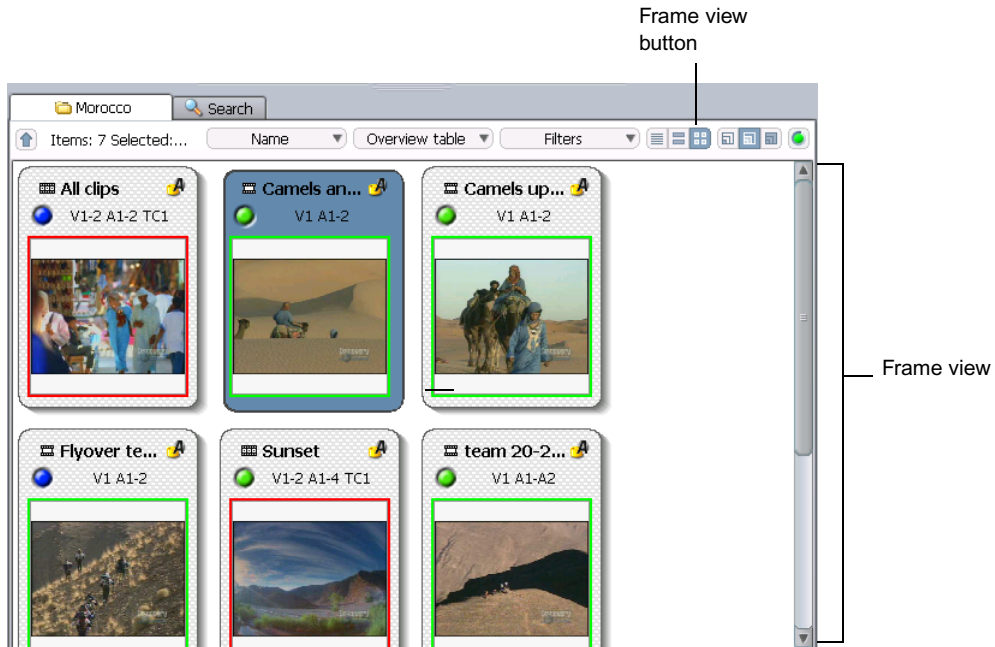 Frame view
button
Morocco
Search
Items: 7 Selected:...
Name
Overview table
Filters
All clips
V1-2 A1-2 TC1
Camels an...
V1 A1-2
Camels up...
V1 A1-2
Frame view
Flyover te...
V1 A1-2
Sunset
V1-2 A1-4 TC1
team 20-2...
V1 A1-A2